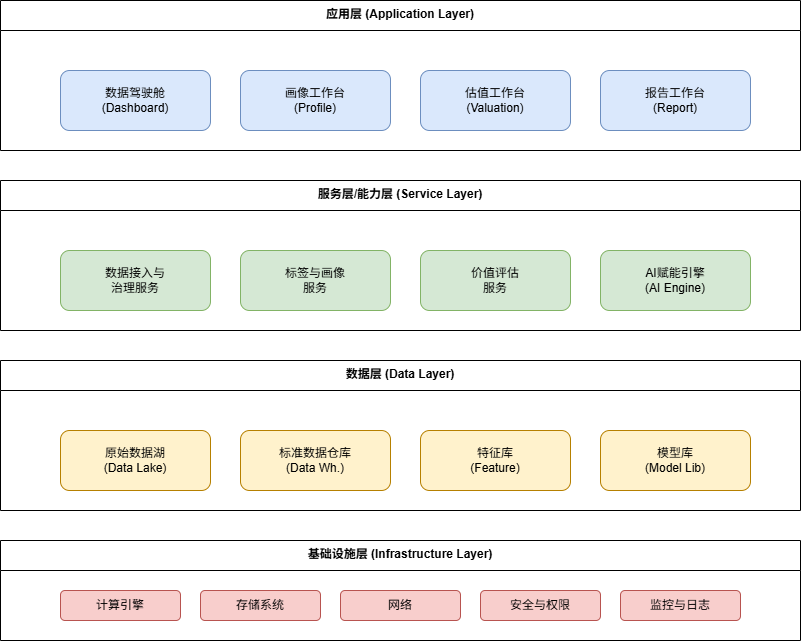 应用层 (Application Layer)
数据驾驶舱
(Dashboard)
画像工作台
(Profile)
估值工作台
(Valuation)
报告工作台
(Report)
服务层/能力层 (Service Layer)
数据接入与
治理服务
标签与画像
服务
价值评估
服务
AI赋能引擎
(AI Engine)
数据层 (Data Layer)
原始数据湖
(Data Lake)
标准数据仓库
(Data Wh.)
特征库
(Feature)
模型库
(Model Lib)
基础设施层 (Infrastructure Layer)
计算引擎
存储系统
网络
安全与权限
监控与日志